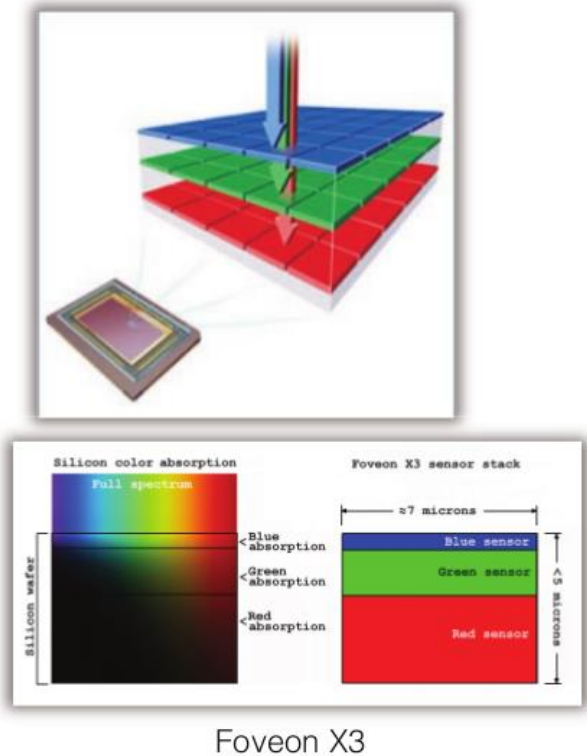 Silicon color absorption
Foveon X3 sensor stack
Full spectrum
≈7 microns
Silicon wafer
<Blue
absorption
<Green
absorption
<Red
absorption
Blue sensor
Green sensor
Red sensor
<5 microns
Foveon X3